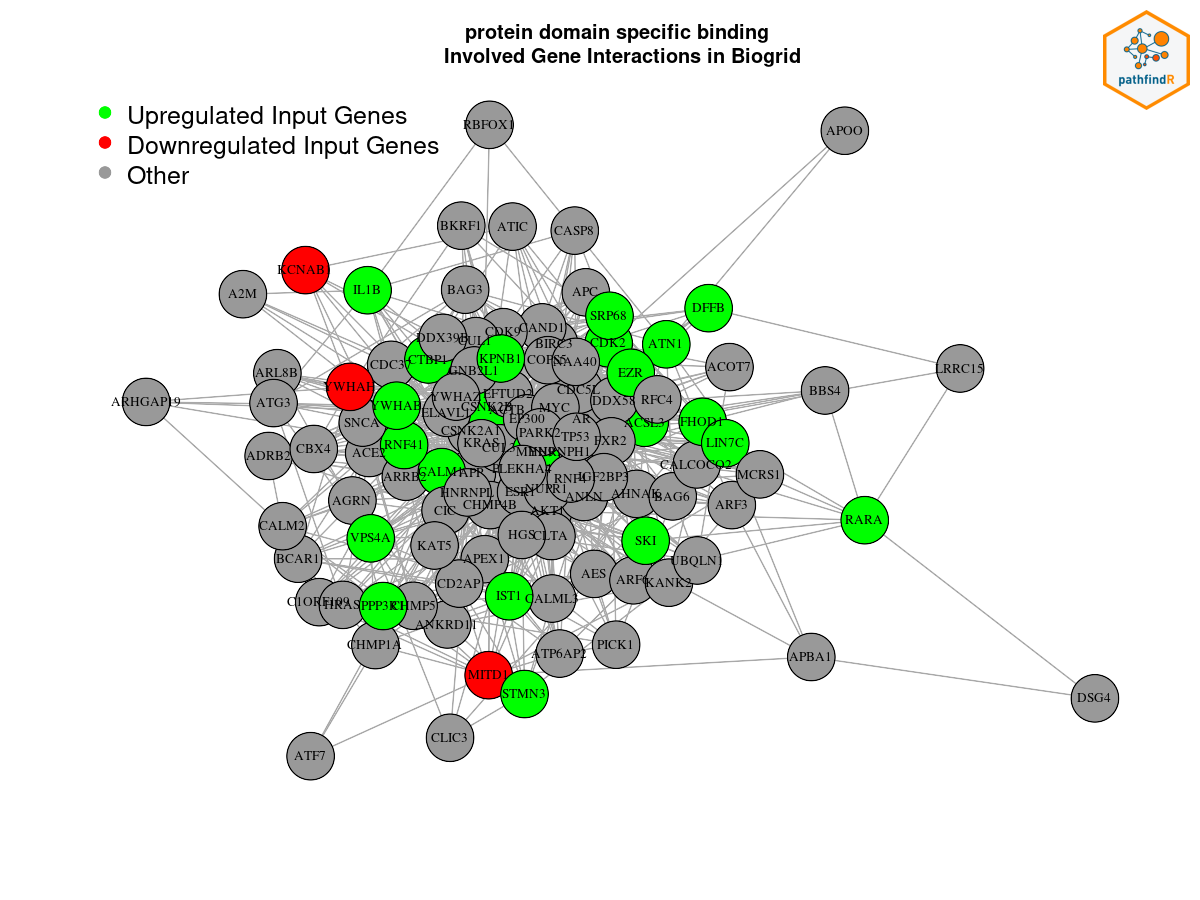 protein domain specific binding
Involved Gene Interactions in Biogrid
pathfindR
Upregulated Input Genes
Downregulated Input Genes
Other
RBFOX1
APOO
BKRF1
ATIC
CASP8
KCNAB1
A2M
IL1B
BAG3
APC
SRP68
DFFB
DDX39B
CUL1
CDK9
CAND1
BIRC3
CDK2
ATN1
ARL8B
CDC37
CTBP1
GNB2L1
KPNB1
COPS5
NAA40
EZR
ACOT7
LRRC15
ARHGAP19
ATG3
YWHAH
YWHAB
YWHAZ
EFTUD2
CDC5L
DDX58
RFC4
BBS4
SNCA
ELAVL1
CSNK2B
ACTB
MYC
AR
ACSL3
FHOD1
LIN7C
ADRB2
CBX4
ACE2
RNF41
CSNK2A1
KRAS
CUL3
EP300
PARK2
TP53
FXR2
HNRNPH1
CALCOCO2
MCRS1
ARRB2
CALM1
APP
PLEKHA4
RNF4
IGF2BP3
AGRN
HNRNPL
CHMP4B
ESR1
NUPR1
AHNAK
BAG6
ARF3
CALM2
VPS4A
CIC
AKT1
RARA
BCAR1
KAT5
APEX1
HGS
CLTA
SKI
UBQLN1
HRAS
PPP3R1
CHMP5
CD2AP
IST1
CALML3
AES
ARF6
KANK2
CHMP1A
ANKRD11
ATP6AP2
PICK1
APBA1
MITD1
STMN3
DSG4
ATF7
CLIC3